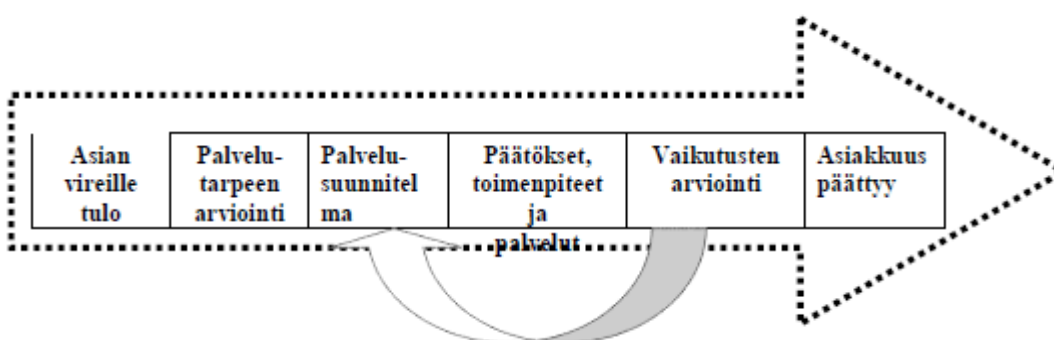 Asian
vireille
tulo
Palvelu-
tarpeen
arviointi
Palvelu-
suunnitel
ma
Päätökset,
toimenpiteet
ja
palvelut
Vaikutusten
arviointi
Asiakkuus
päättyy